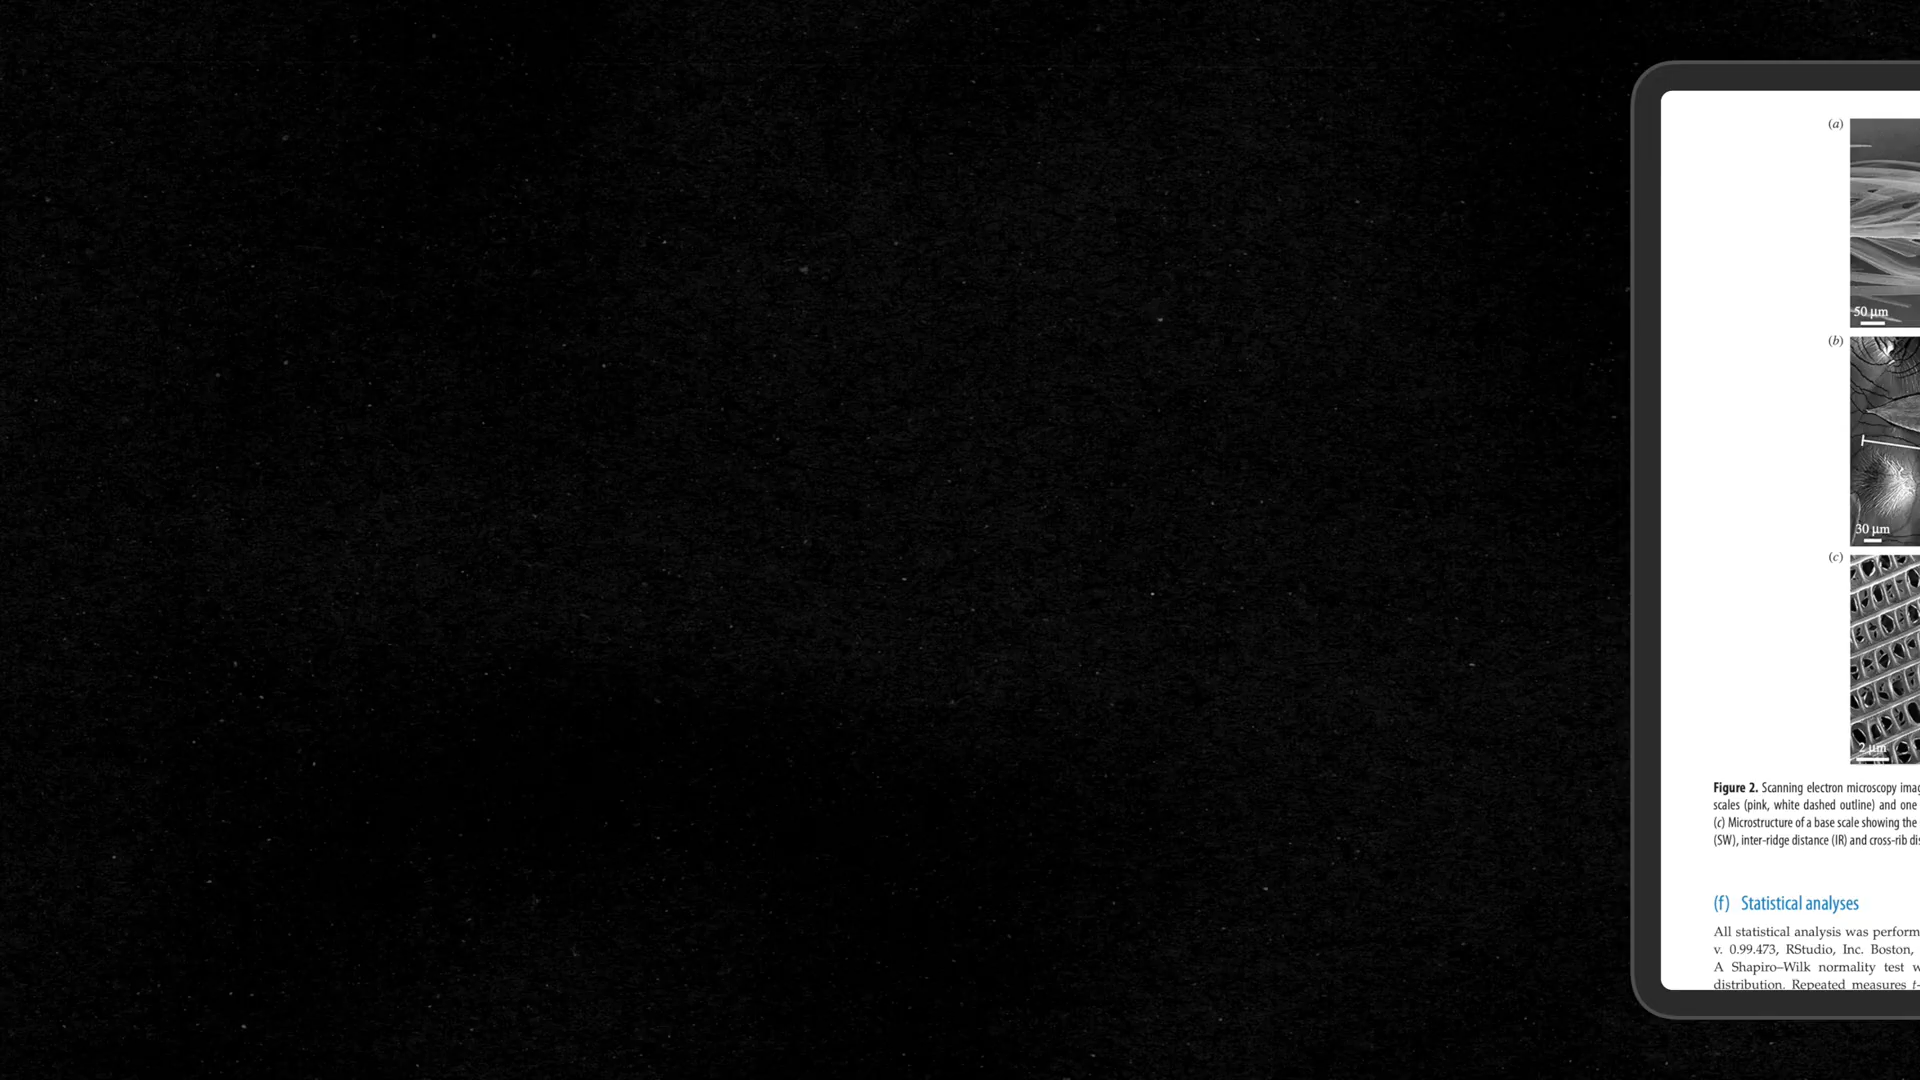 (a)
50 μm
(b)
30 μm
(c)
2 μm
Figure 2. Scanning electron microscopy
scales (pink, white dashed outline) and one
(c) Microstructure of a base scale showing the
(SW), inter-ridge distance (IR) and cross-rib
(f) Statistical analyses
All statistical analysis was
v. 0.99.473, RStudio, Inc. Boston,
A Shapiro–Wilk normality test
distribution. Repeated measures t-